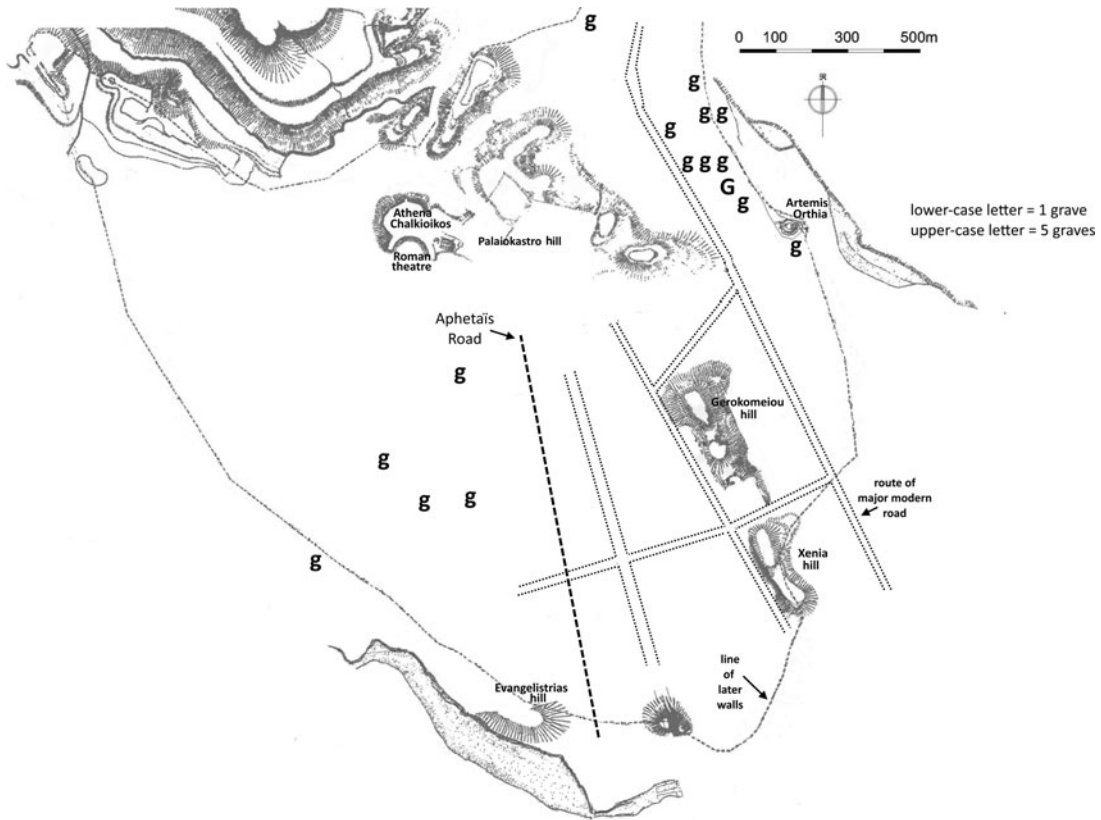 g
0 100 300 500m
g
g g
N
g
g g g
G
g
Artemis
Orthia
g
lower-case letter = 1 grave
upper-case letter = 5 graves
Athena
Chalkioikos
Roman
theatre
Palaiokastro hill
Aphetaïs
Road
g
Gerokomeiou
hill
g
g g
route of
major modern
road
g
Xenia
hill
line
of
later
walls
Evangelistrias
hill